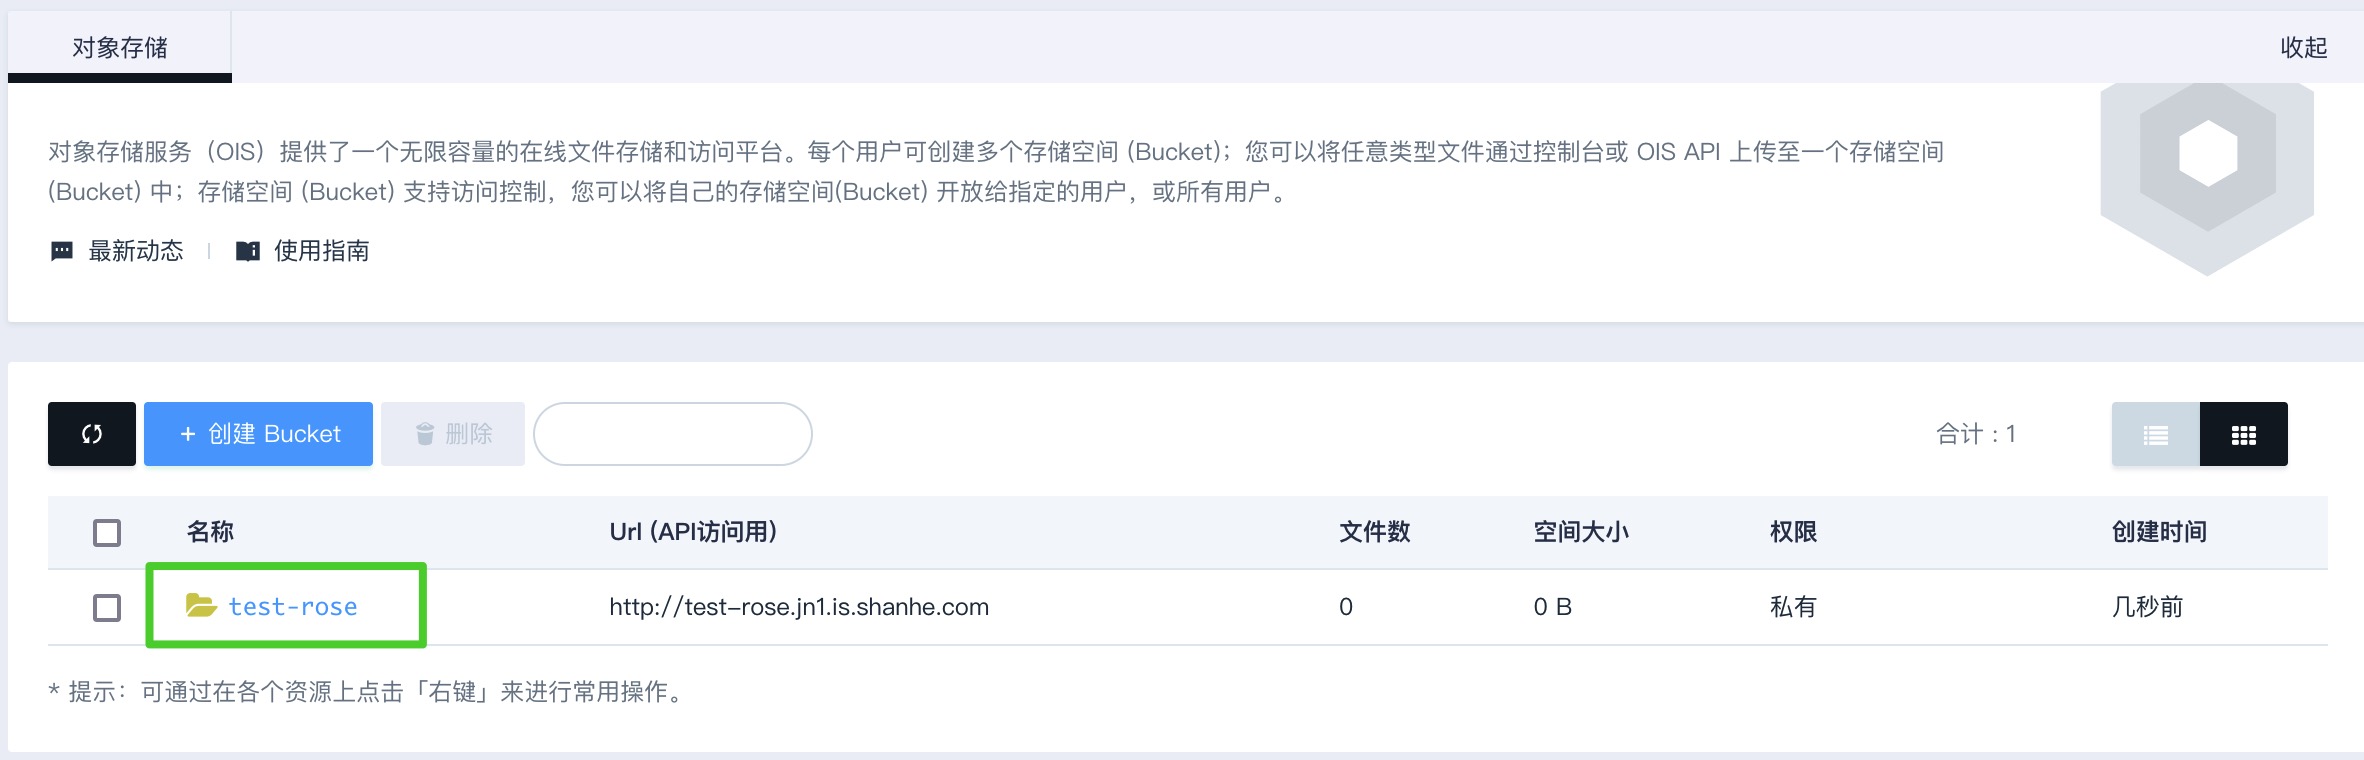 对象存储
收起
对象存储服务（OIS）提供了一个无限容量的在线文件存储和访问平台。每个用户可创建多个存储空间 (Bucket)；您可以将任意类型文件通过控制台或 OIS API 上传至一个存储空间
(Bucket) 中；存储空间 (Bucket) 支持访问控制，您可以将自己的存储空间(Bucket) 开放给指定的用户，或所有用户。
最新动态 使用指南
+ 创建 Bucket 删除 合计 : 1
名称 Url (API访问用) 文件数 空间大小 权限 创建时间
test-rose http://test-rose.jn1.is.shanhe.com 0 0 B 私有 几秒前
* 提示：可通过在各个资源上点击「右键」来进行常用操作。